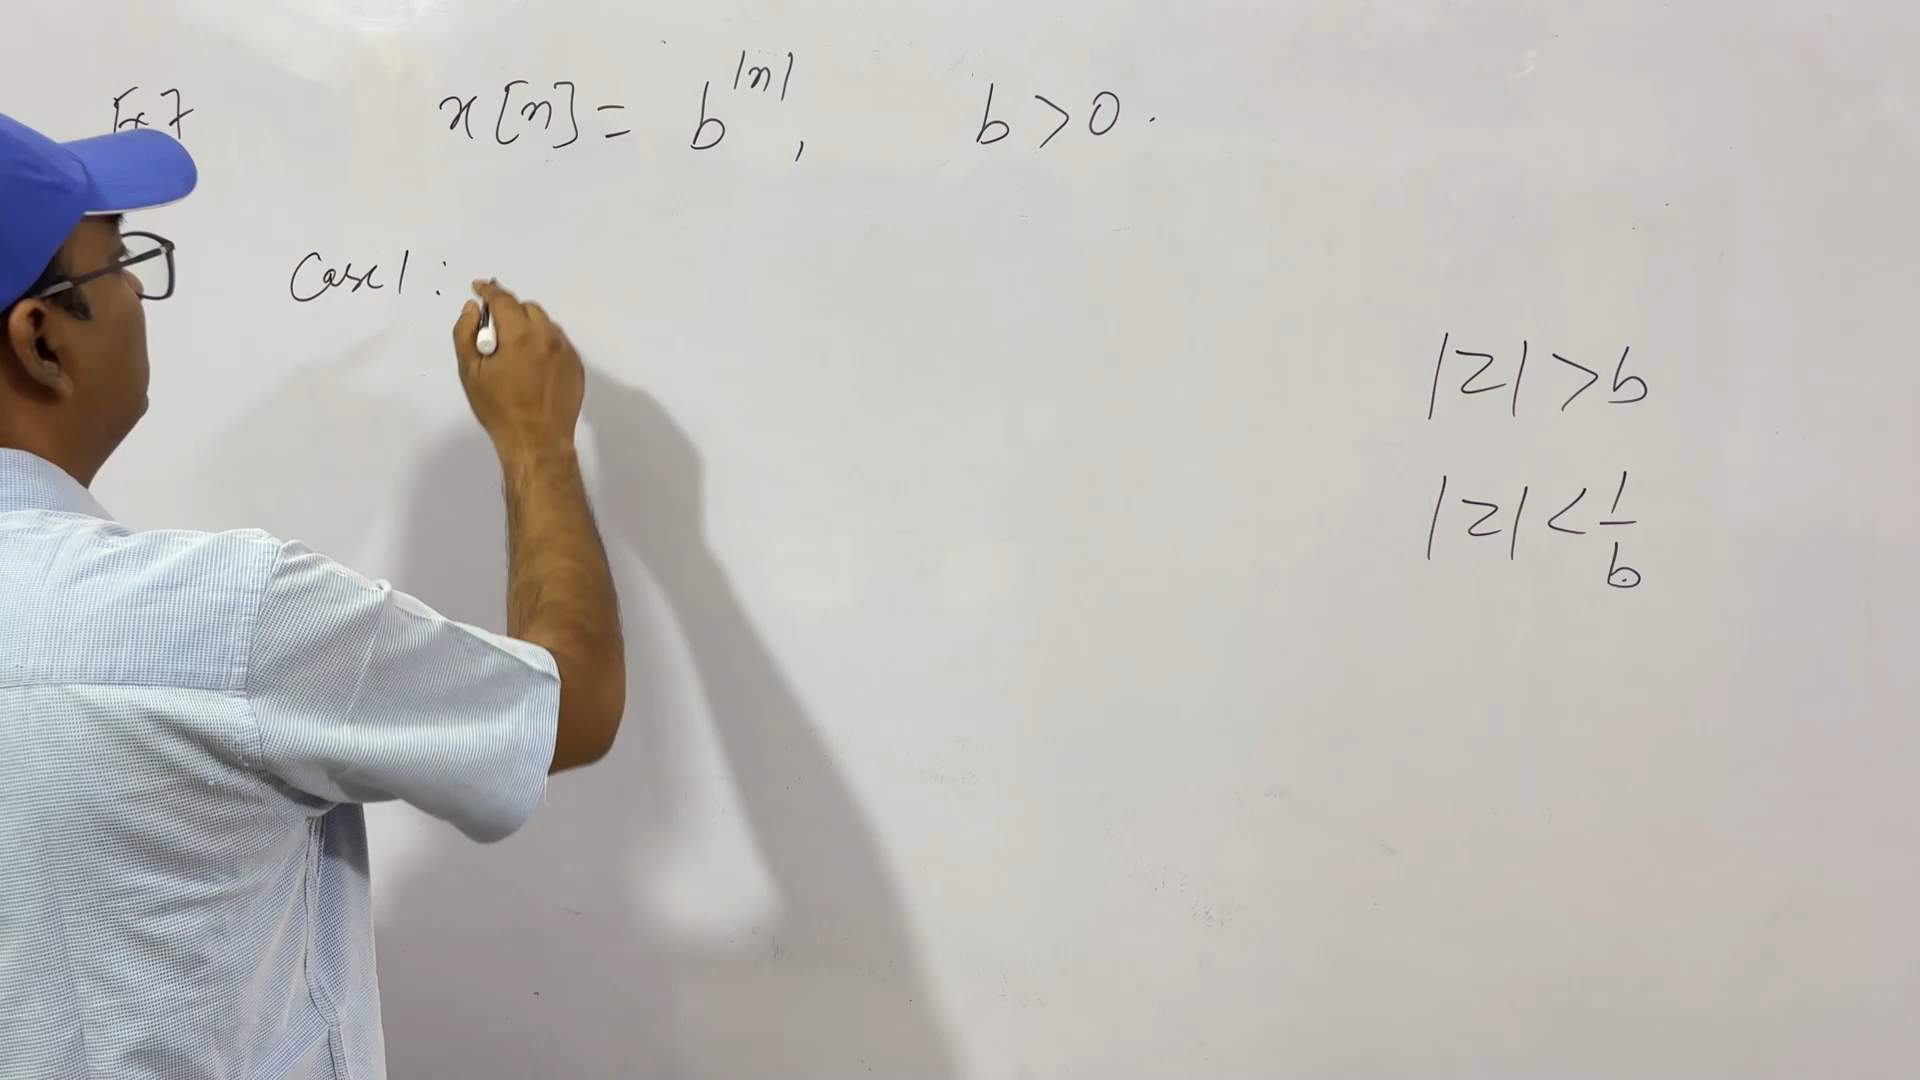 Ex 7 x[n] = b^{|n|}, b > 0.
Case 1 :
|z| > b
|z| < 1/b